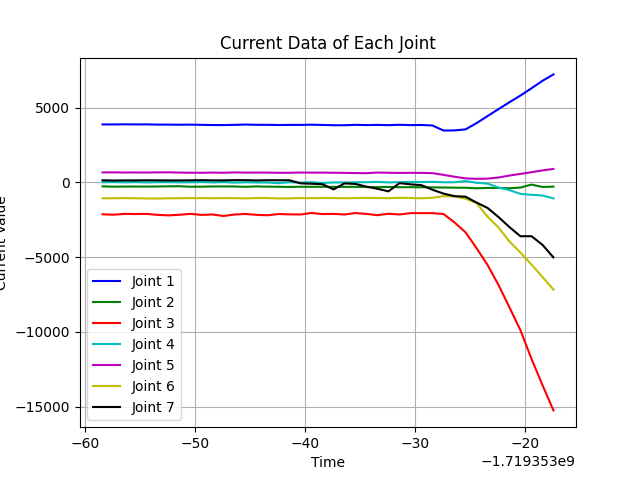 Current Data of Each Joint
5000
0
−5000
−10000
−15000
Current Value
Joint 1
Joint 2
Joint 3
Joint 4
Joint 5
Joint 6
Joint 7
−60
−50
−40
−30
−20
−1.719353e9
Time